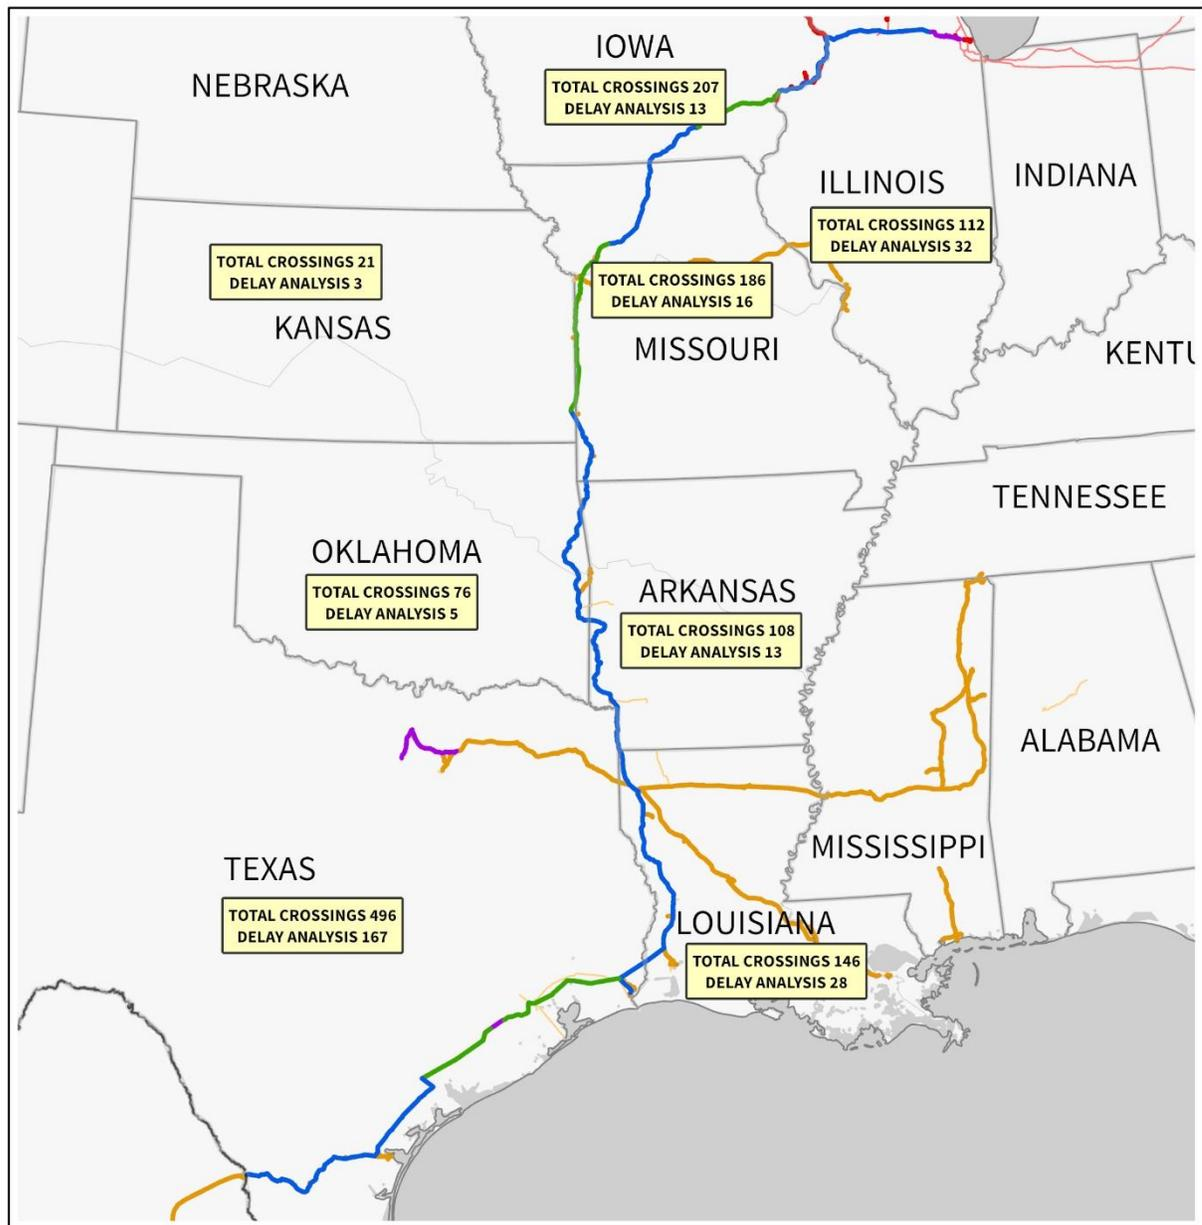 IOWA
TOTAL CROSSINGS 207
DELAY ANALYSIS 13
NEBRASKA
ILLINOIS
TOTAL CROSSINGS 112
DELAY ANALYSIS 32
INDIANA
TOTAL CROSSINGS 21
DELAY ANALYSIS 3
KANSAS
TOTAL CROSSINGS 186
DELAY ANALYSIS 16
MISSOURI
KENTU
TENNESSEE
OKLAHOMA
TOTAL CROSSINGS 76
DELAY ANALYSIS 5
ARKANSAS
TOTAL CROSSINGS 108
DELAY ANALYSIS 13
ALABAMA
MISSISSIPPI
TEXAS
TOTAL CROSSINGS 496
DELAY ANALYSIS 167
LOUISIANA
TOTAL CROSSINGS 146
DELAY ANALYSIS 28